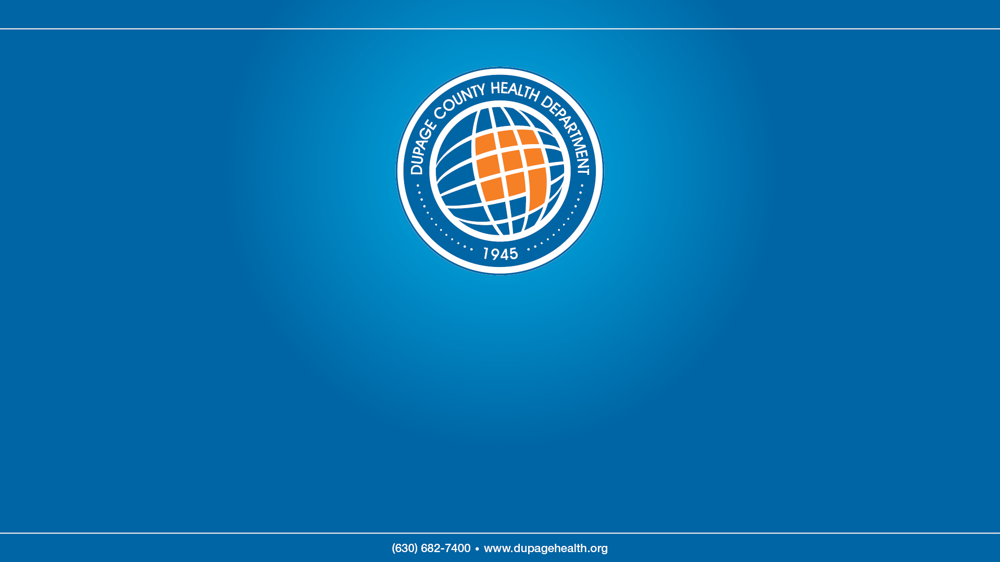 DUPAGE COUNTY HEALTH DEPARTMENT
1945
(630) 682-7400 • www.dupagehealth.org